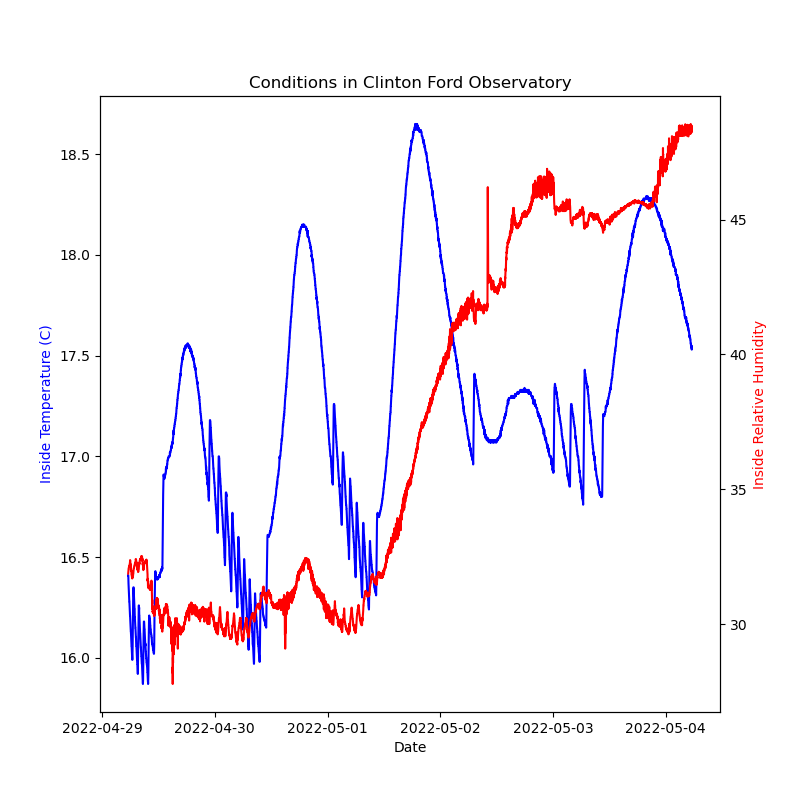 Conditions in Clinton Ford Observatory
18.5
18.0
17.5
17.0
16.5
16.0
Inside Temperature (C)
45
40
35
30
Inside Relative Humidity
2022-04-29 2022-04-30 2022-05-01 2022-05-02 2022-05-03 2022-05-04
Date